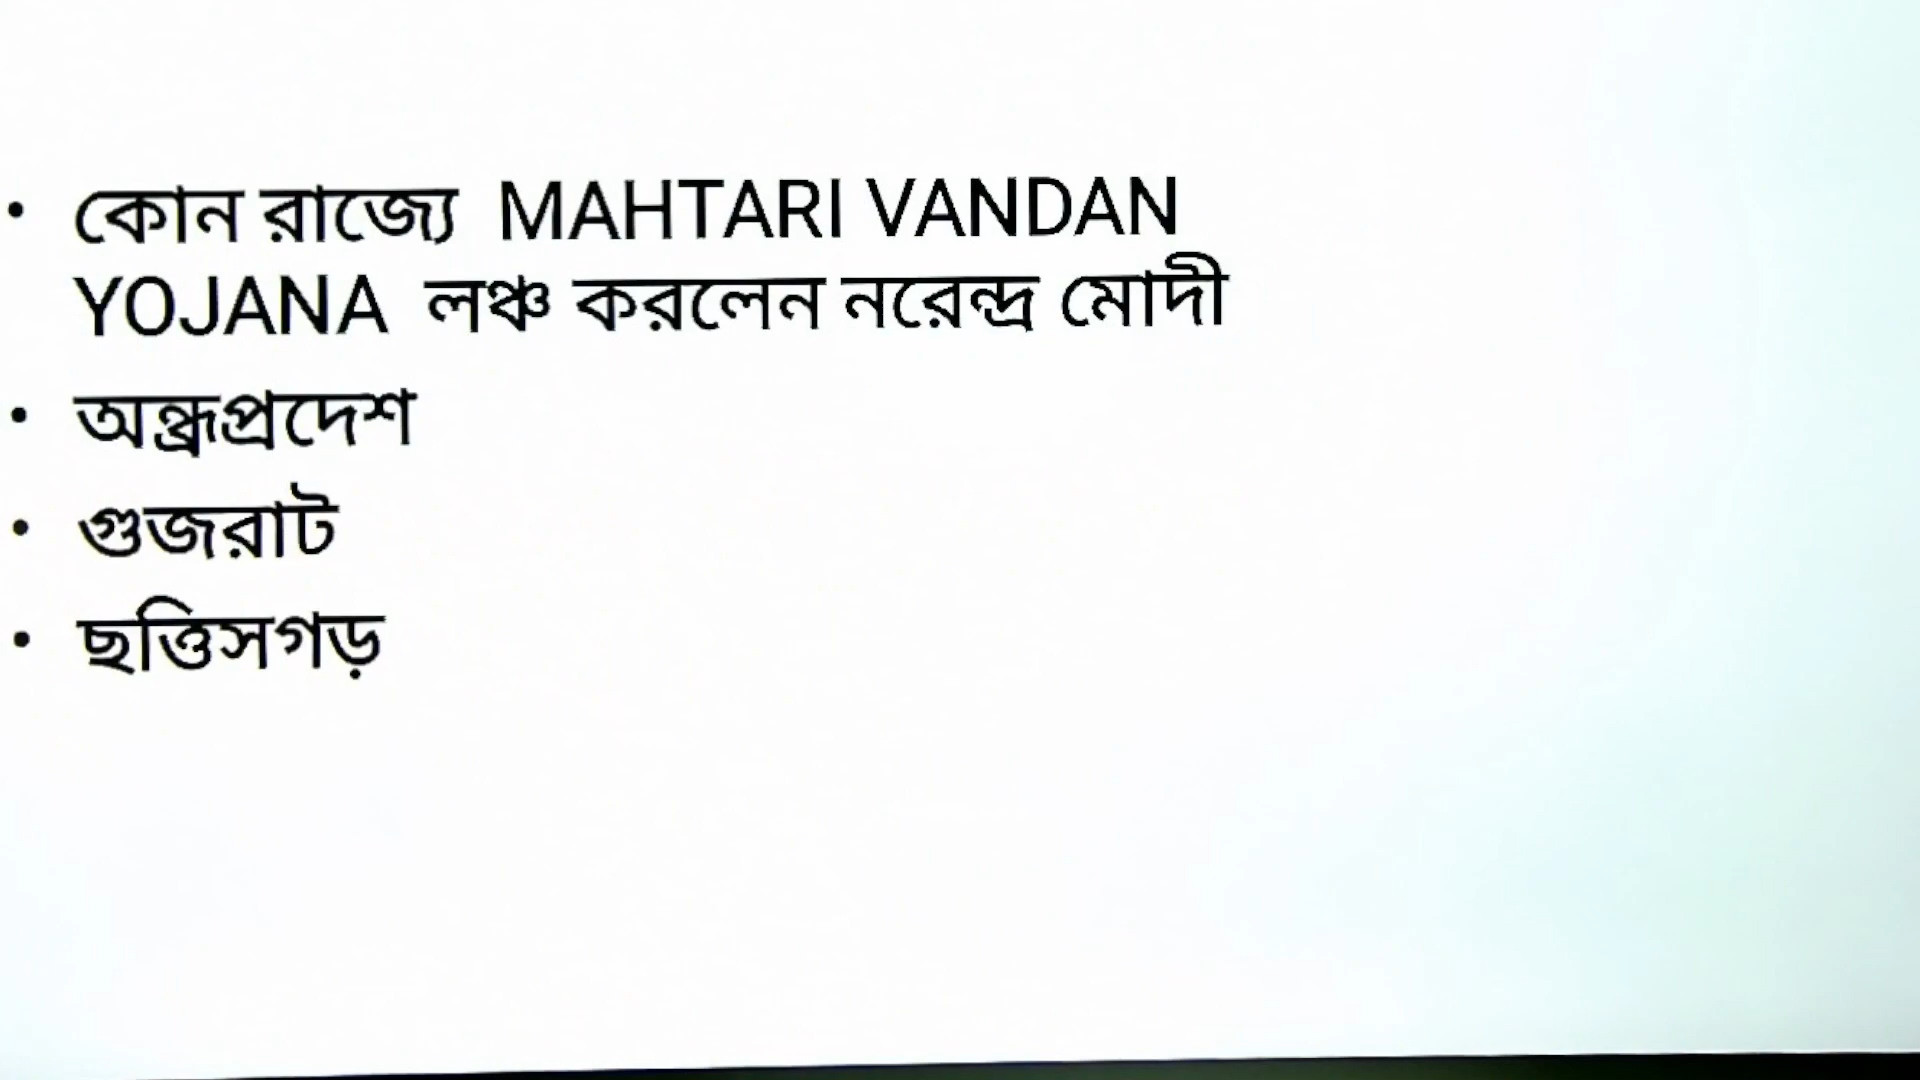 • কোন রাজ্যে MAHTARI VANDAN
YOJANA লঞ্চ করলেন নরেন্দ্র মোদী
• অন্ধ্রপ্রদেশ
• গুজরাট
• ছত্তিসগড়